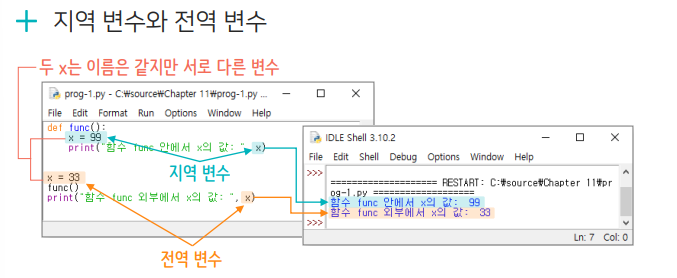 + 지역 변수와 전역 변수
두 x는 이름은 같지만 서로 다른 변수
prog-1.py - C:₩source₩Chapter 11₩prog-1.py ...
File Edit Format Run Options Window Help
def func():
x = 99
print("함수 func 안에서 x의 값: ", x)
지역 변수
x = 33
func()
print("함수 func 외부에서 x의 값: ", x)
전역 변수
IDLE Shell 3.10.2
File Edit Shell Debug Options Window Help
>>>
==================== RESTART: C:₩source₩Chapter 11₩pr
og-1.py ===================
함수 func 안에서 x의 값: 99
함수 func 외부에서 x의 값: 33
>>>
Ln: 7 Col: 0